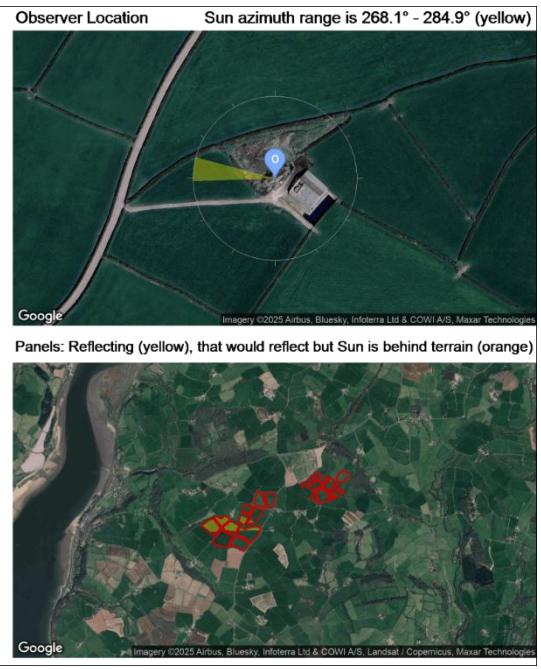 Observer Location Sun azimuth range is 268.1° - 284.9° (yellow)
O
Google Imagery ©2025 Airbus, Bluesky, Infoterra Ltd & COWI A/S, Maxar Technologies
Panels: Reflecting (yellow), that would reflect but Sun is behind terrain (orange)
Google Imagery ©2025 Airbus, Bluesky, Infoterra Ltd & COWI A/S, Landsat / Copernicus, Maxar Technologies